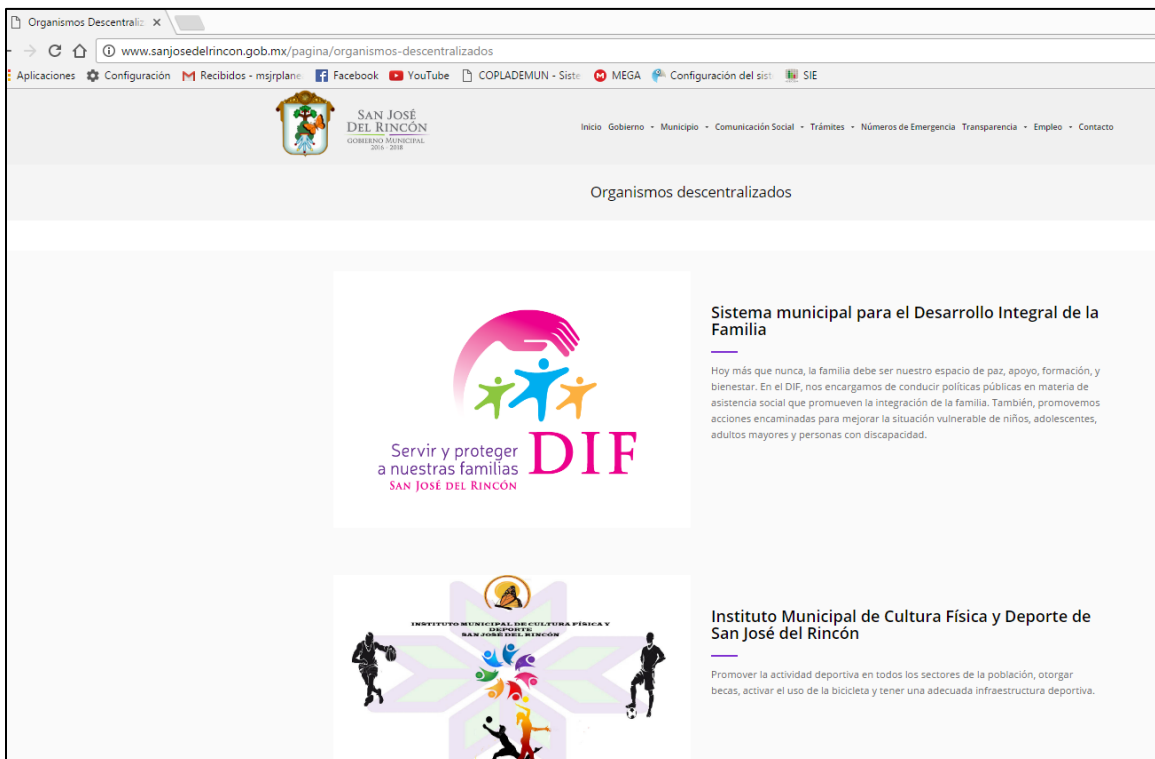 Organismos Descentraliz
www.sanjosedelrincon.gob.mx/pagina/organismos-descentralizados
Aplicaciones Configuración Recibidos - msjrplane Facebook YouTube COPLADEMUN - Siste MEGA Configuración del sist SIE
SAN JOSÉ
DEL RINCÓN
GOBIERNO MUNICIPAL
2016 - 2018
Inicio Gobierno Municipio Comunicación Social Trámites Números de Emergencia Transparencia Empleo Contacto
Organismos descentralizados
Servir y proteger
a nuestras familias
SAN JOSÉ DEL RINCÓN
DIF
Sistema municipal para el Desarrollo Integral de la
Familia
Hoy más que nunca, la familia debe ser nuestro espacio de paz, apoyo, formación, y
bienestar. En el DIF, nos encargamos de conducir políticas públicas en materia de
asistencia social que promueven la integración de la familia. También, promovemos
acciones encaminadas para mejorar la situación vulnerable de niños, adolescentes,
adultos mayores y personas con discapacidad.
INSTITUTO MUNICIPAL DE CULTURA FÍSICA Y
DEPORTE
SAN JOSÉ DEL RINCÓN
Instituto Municipal de Cultura Física y Deporte de
San José del Rincón
Promover la actividad deportiva en todos los sectores de la población, otorgar
becas, activar el uso de la bicicleta y tener una adecuada infraestructura deportiva.